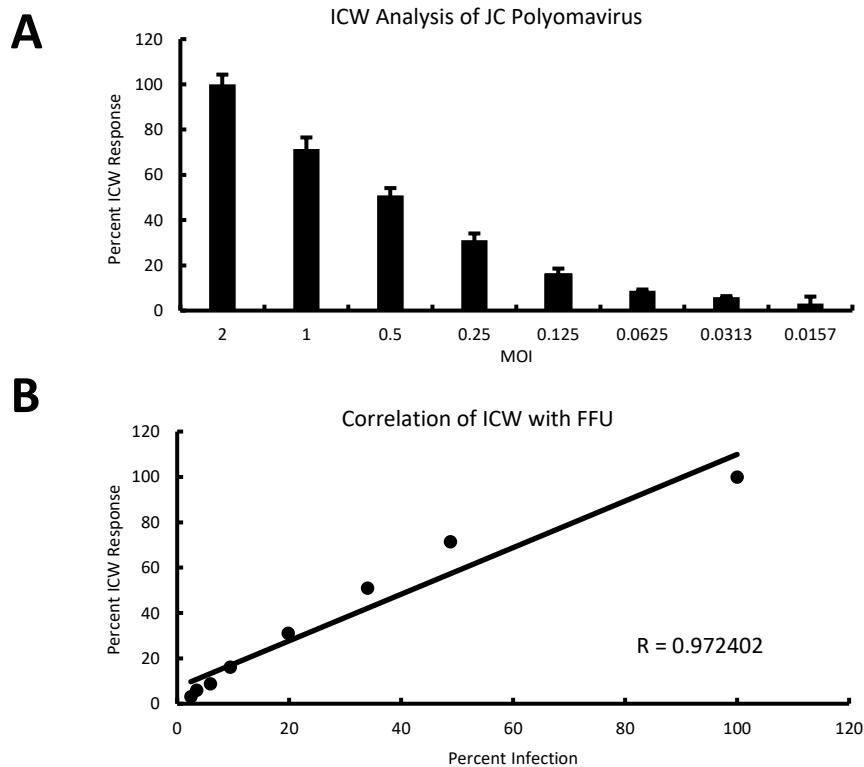 A
ICW Analysis of JC Polyomavirus
Percent ICW Response
120
100
80
60
40
20
0
2 1 0.5 0.25 0.125 0.0625 0.0313 0.0157
MOI
B
Correlation of ICW with FFU
Percent ICW Response
120
100
80
60
40
20
0
R = 0.972402
0 20 40 60 80 100 120
Percent Infection